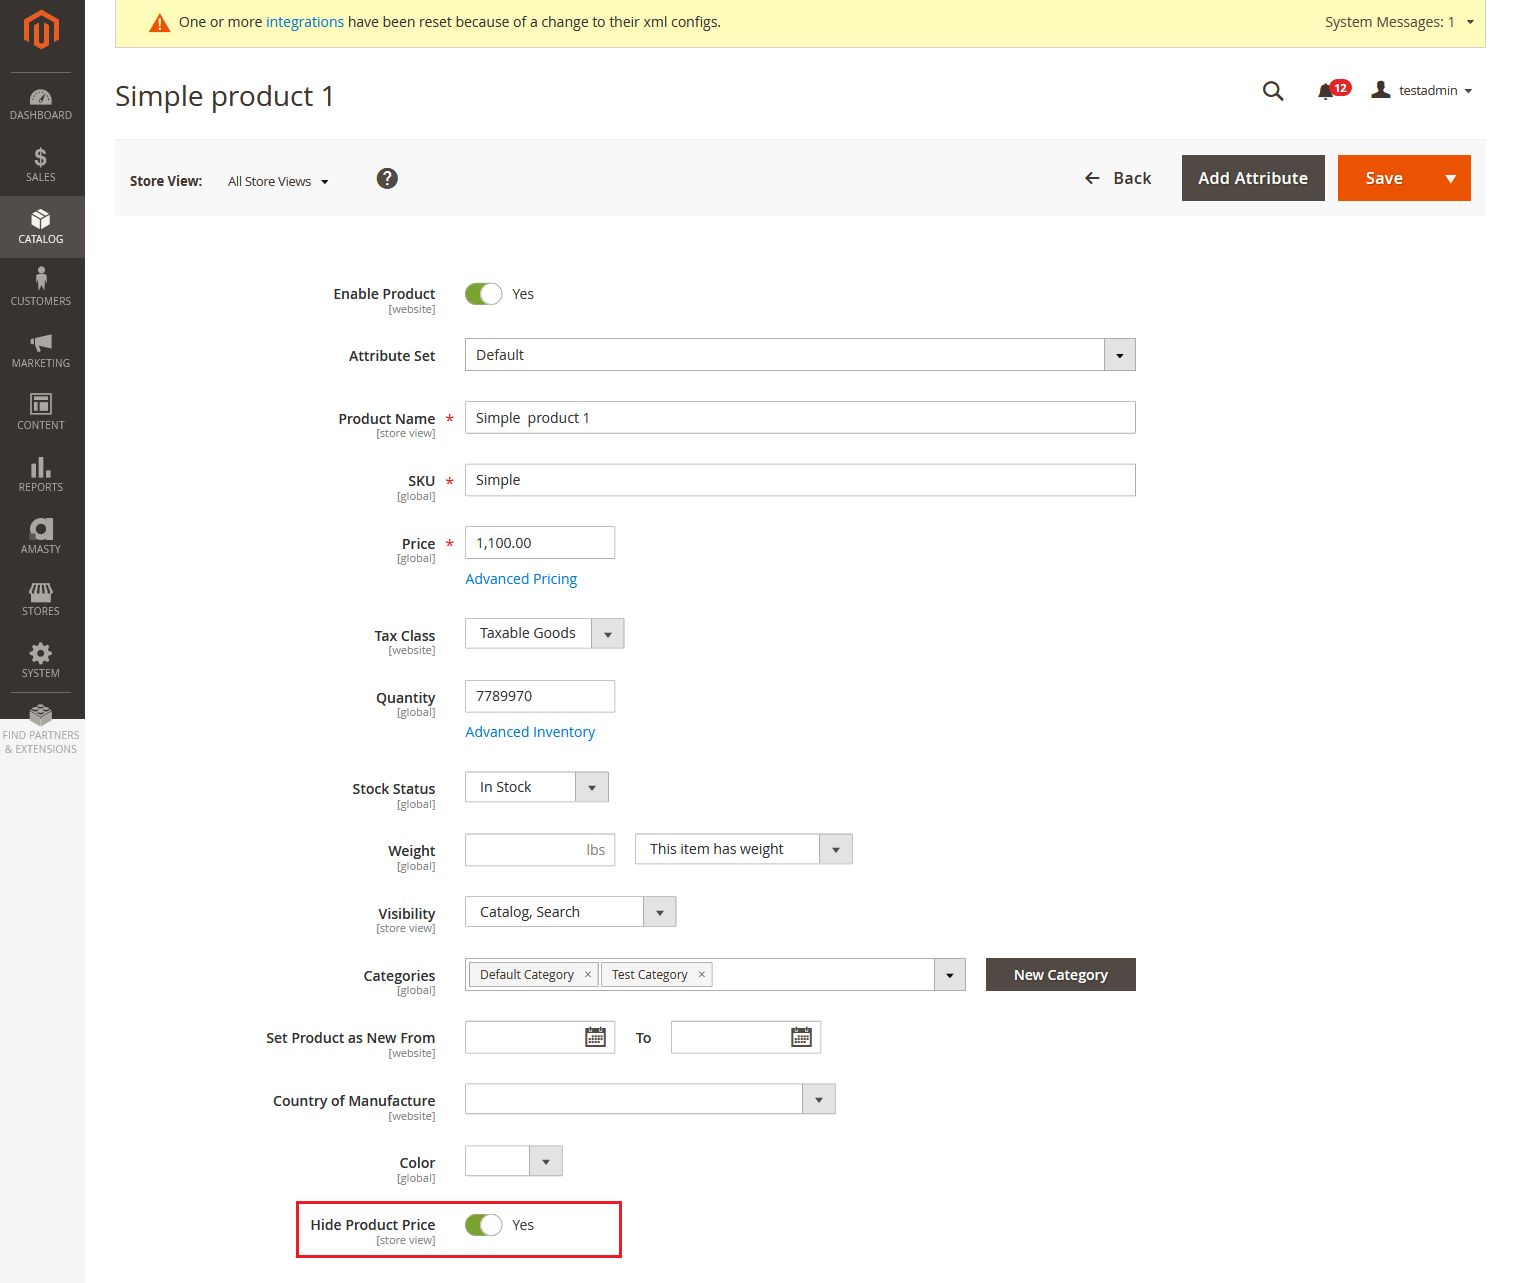 One or more integrations have been reset because of a change to their xml configs.
System Messages: 1
Simple product 1
12
testadmin
DASHBOARD
SALES
CATALOG
CUSTOMERS
MARKETING
CONTENT
REPORTS
AMASTY
STORES
SYSTEM
FIND PARTNERS
& EXTENSIONS
Store View: All Store Views ?
Back
Add Attribute
Save
Enable Product Yes
[website]
Attribute Set Default
Product Name * Simple  product 1
[store view]
SKU * Simple
[global]
Price * 1,100.00
[global]
Advanced Pricing
Tax Class Taxable Goods
[website]
Quantity 7789970
[global]
Advanced Inventory
Stock Status In Stock
[global]
Weight lbs This item has weight
[global]
Visibility Catalog, Search
[store view]
Categories Default Category × Test Category × New Category
[global]
Set Product as New From To
[website]
Country of Manufacture
[website]
Color
[global]
Hide Product Price Yes
[store view]